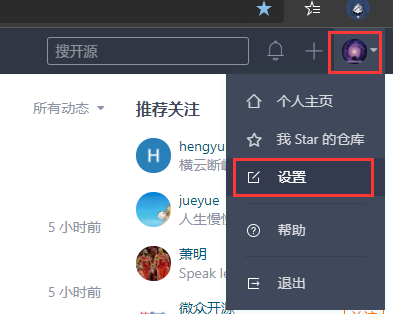 搜开源
所有动态
推荐关注
个人主页
H
hengyu
横云断
我 Star 的仓库
jueyue
人生慢
设置
5 小时前
帮助
萧明
Speak le
退出
5 小时前
微众开源